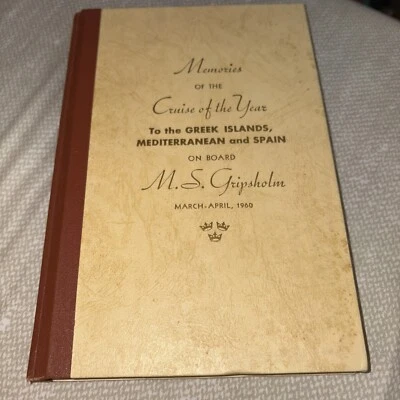 Memories
OF THE
Cruise of the Year
To the GREEK ISLANDS,
MEDITERRANEAN and SPAIN
ON BOARD
M. S. Gripsholm
MARCH-APRIL, 1960